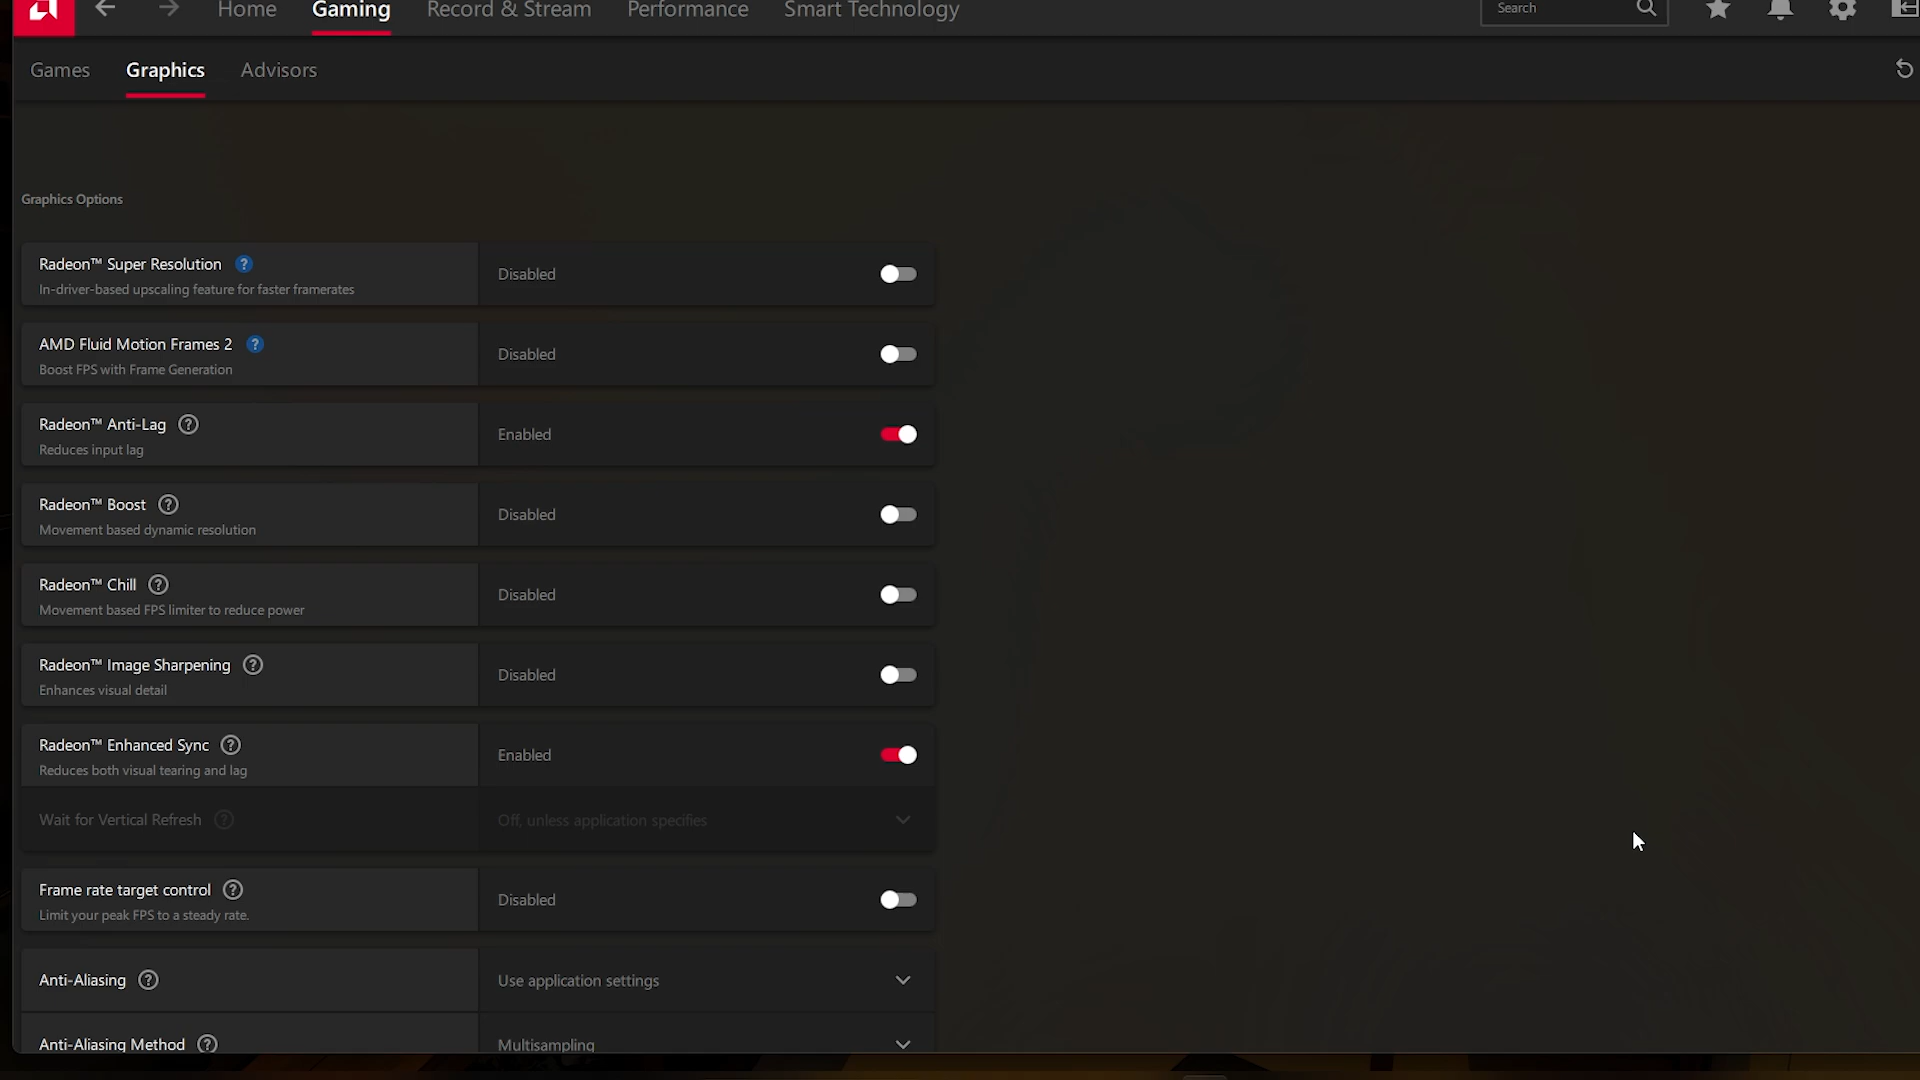 Home Gaming Record & Stream Performance Smart Technology Search
Games Graphics Advisors
Graphics Options
Radeon™ Super Resolution ? Disabled
In-driver-based upscaling feature for faster framerates
AMD Fluid Motion Frames 2 ? Disabled
Boost FPS with Frame Generation
Radeon™ Anti-Lag ? Enabled
Reduces input lag
Radeon™ Boost ? Disabled
Movement based dynamic resolution
Radeon™ Chill ? Disabled
Movement based FPS limiter to reduce power
Radeon™ Image Sharpening ? Disabled
Enhances visual detail
Radeon™ Enhanced Sync ? Enabled
Reduces both visual tearing and lag
Wait for Vertical Refresh ? Off, unless application specifies
Frame rate target control ? Disabled
Limit your peak FPS to a steady rate.
Anti-Aliasing ? Use application settings
Anti-Aliasing Method ? Multisampling